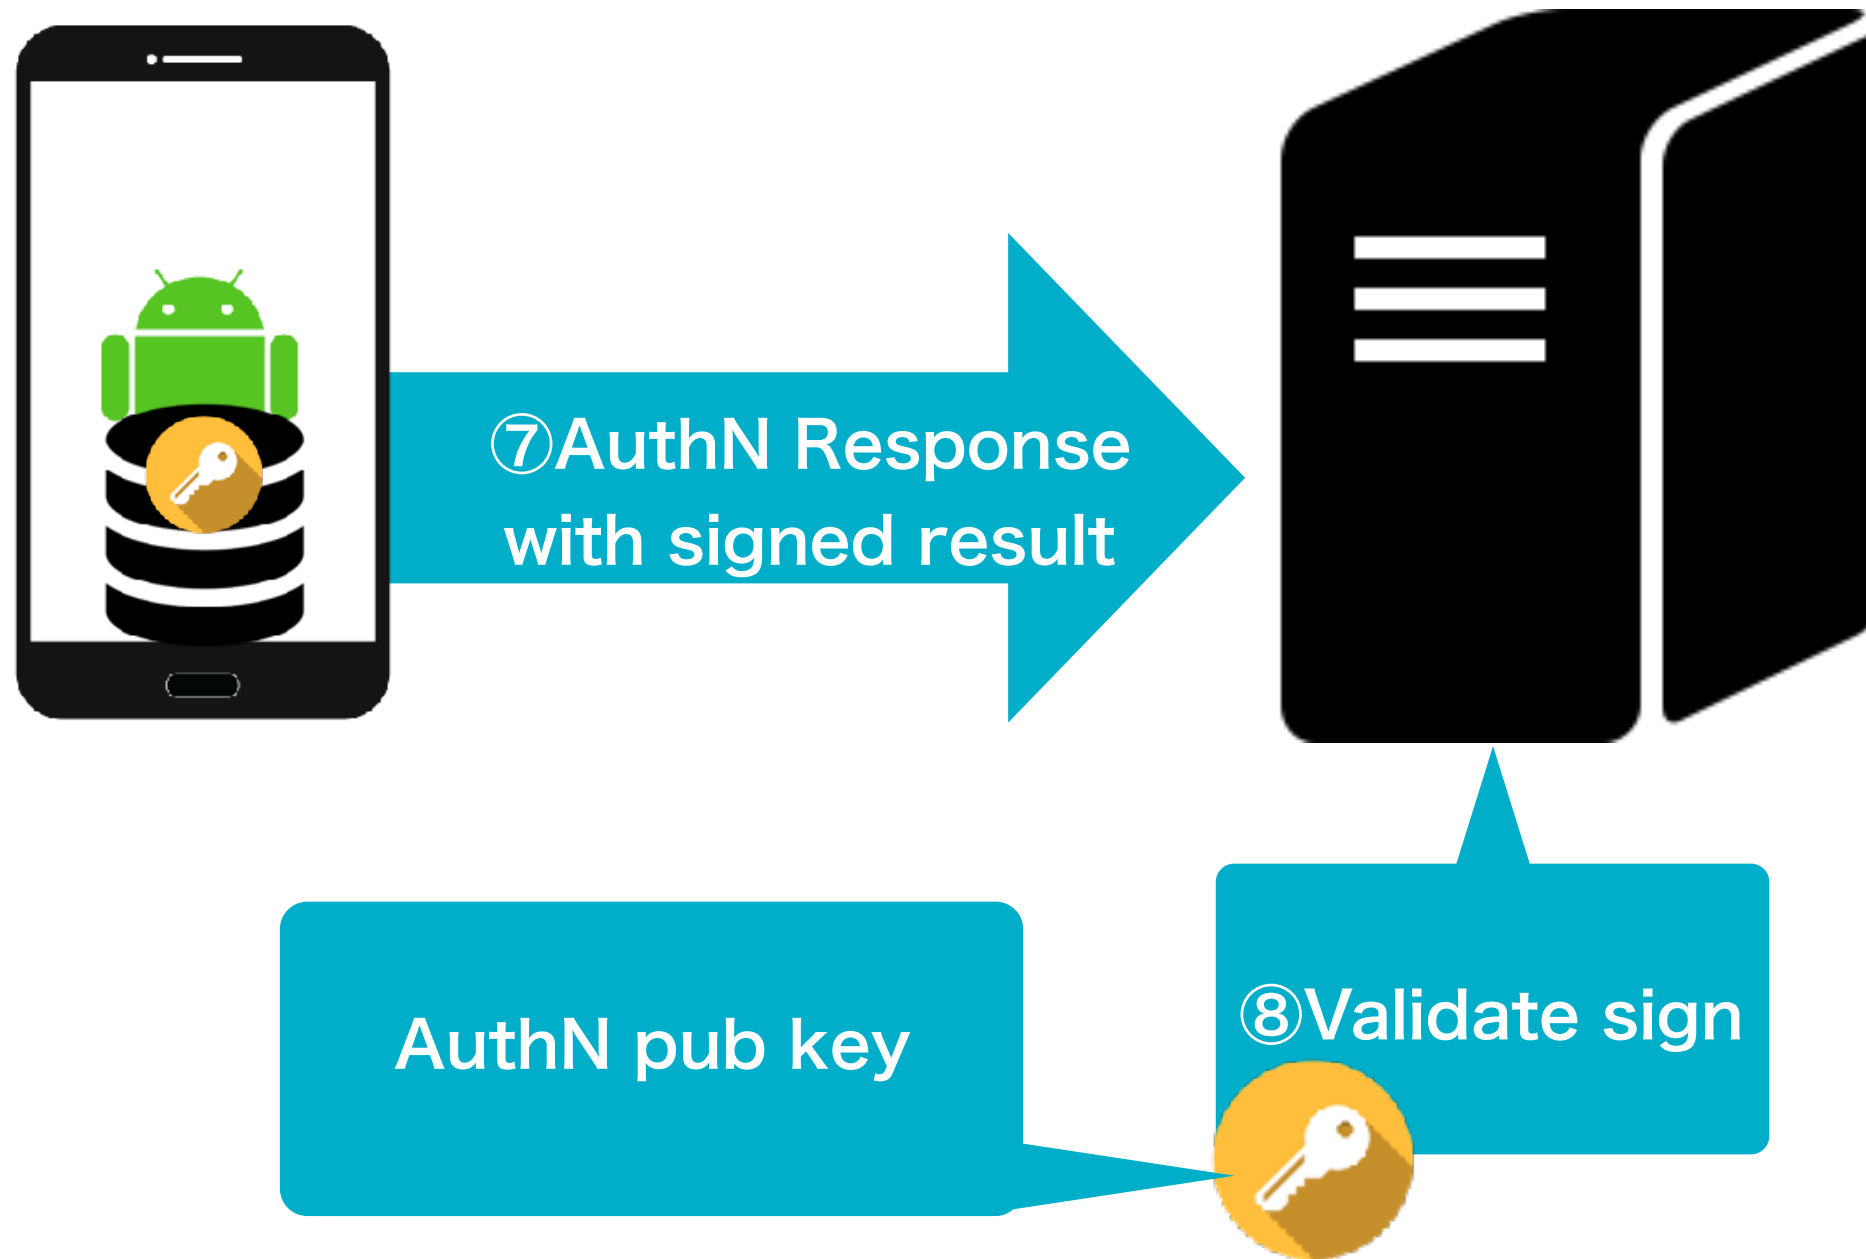 ⑦AuthN Response
with signed result
⑧Validate sign
AuthN pub key